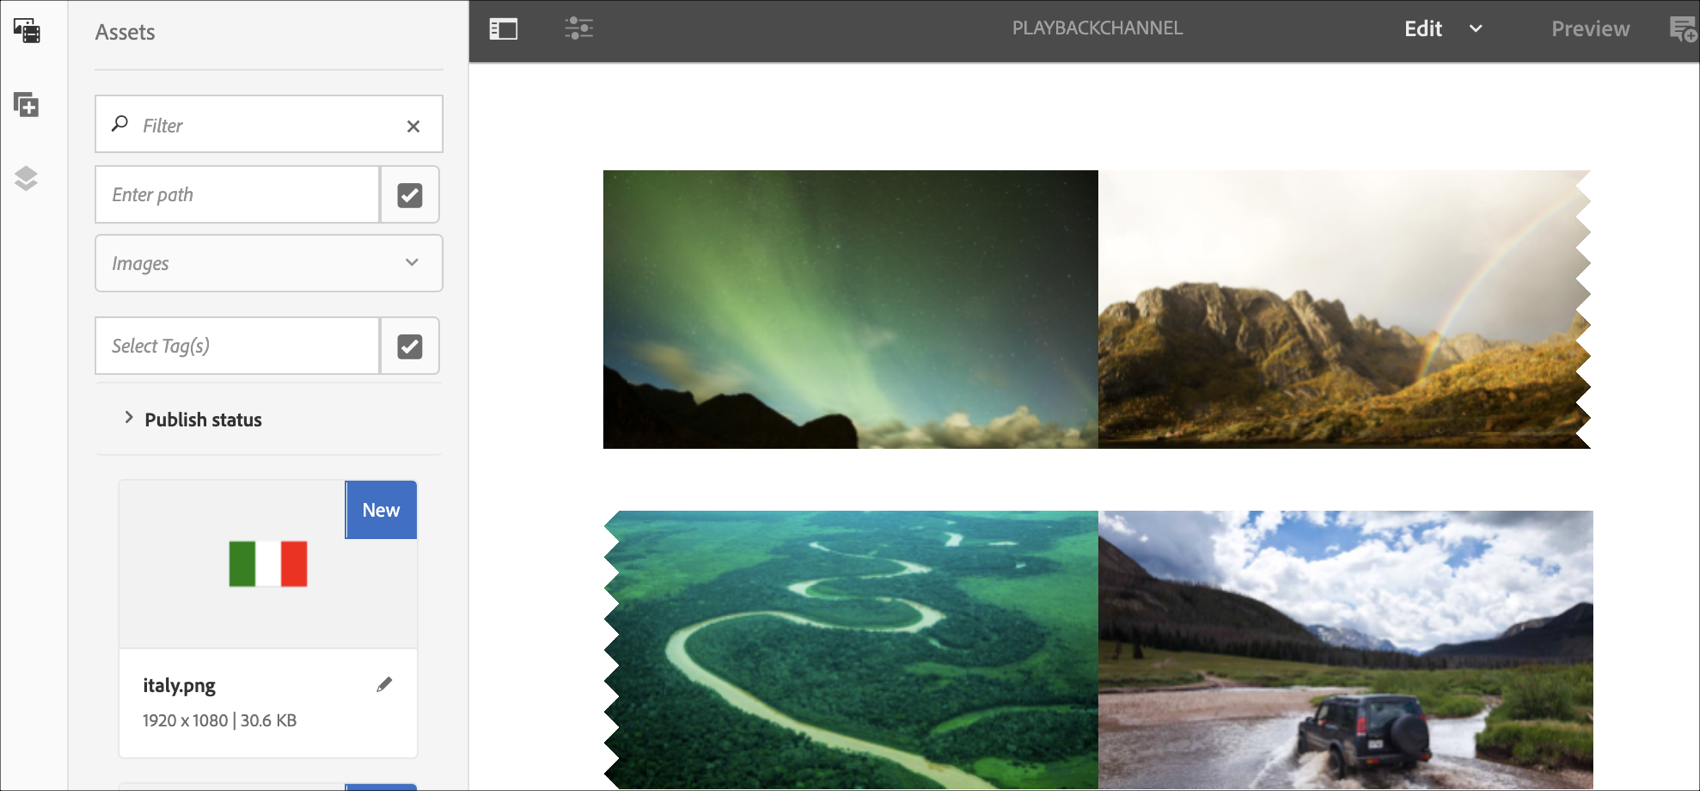 Assets
PLAYBACKCHANNEL
Edit
Preview
Filter
Enter path
Images
Select Tag(s)
Publish status
New
italy.png
1920 x 1080 | 30.6 KB